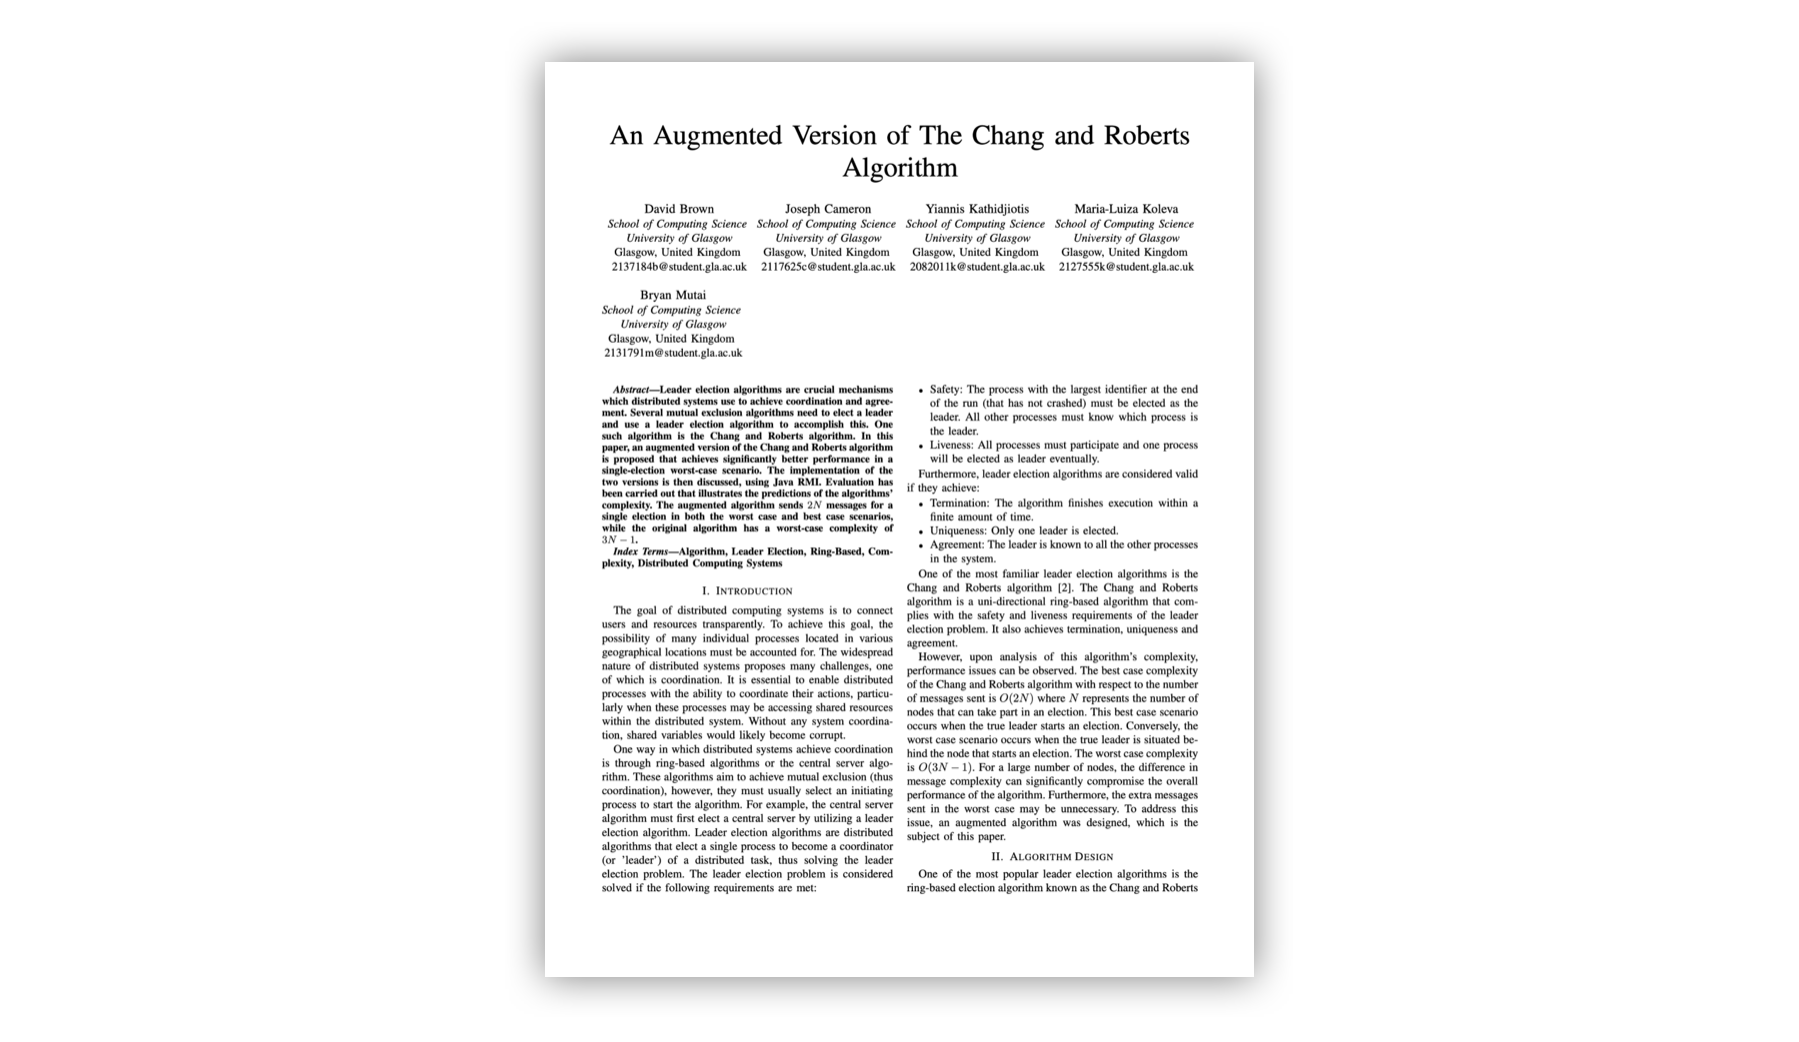 An Augmented Version of The Chang and Roberts
Algorithm
David Brown
School of Computing Science
University of Glasgow
Glasgow, United Kingdom
2137184b@student.gla.ac.uk
Joseph Cameron
School of Computing Science
University of Glasgow
Glasgow, United Kingdom
2117625c@student.gla.ac.uk
Yiannis Kathidjiotis
School of Computing Science
University of Glasgow
Glasgow, United Kingdom
2082011k@student.gla.ac.uk
Maria-Luiza Koleva
School of Computing Science
University of Glasgow
Glasgow, United Kingdom
2127555k@student.gla.ac.uk
Bryan Mutai
School of Computing Science
University of Glasgow
Glasgow, United Kingdom
2131791m@student.gla.ac.uk
Abstract—Leader election algorithms are crucial mechanisms
which distributed systems use to achieve coordination and agree-
ment. Several mutual exclusion algorithms need to elect a leader
and use a leader election algorithm to accomplish this. One
such algorithm is the Chang and Roberts algorithm. In this
paper, an augmented version of the Chang and Roberts algorithm
is proposed that achieves significantly better performance in a
single-election worst-case scenario. The implementation of the
two versions is then discussed, using Java RMI. Evaluation has
been carried out that illustrates the predictions of the algorithms'
complexity. The augmented algorithm sends 2N messages for a
single election in both the worst case and best case scenarios,
while the original algorithm has a worst-case complexity of
3N − 1.
Index Terms—Algorithm, Leader Election, Ring-Based, Com-
plexity, Distributed Computing Systems
I. INTRODUCTION
The goal of distributed computing systems is to connect
users and resources transparently. To achieve this goal, the
possibility of many individual processes located in various
geographical locations must be accounted for. The widespread
nature of distributed systems proposes many challenges, one
of which is coordination. It is essential to enable distributed
processes with the ability to coordinate their actions, particu-
larly when these processes may be accessing shared resources
within the distributed system. Without any system coordina-
tion, shared variables would likely become corrupt.
One way in which distributed systems achieve coordination
is through ring-based algorithms or the central server algo-
rithm. These algorithms aim to achieve mutual exclusion (thus
coordination), however, they must usually select an initiating
process to start the algorithm. For example, the central server
algorithm must first elect a central server by utilizing a leader
election algorithm. Leader election algorithms are distributed
algorithms that elect a single process to become a coordinator
(or 'leader') of a distributed task, thus solving the leader
election problem. The leader election problem is considered
solved if the following requirements are met:
• Safety: The process with the largest identifier at the end
of the run (that has not crashed) must be elected as the
leader. All other processes must know which process is
the leader.
• Liveness: All processes must participate and one process
will be elected as leader eventually.
Furthermore, leader election algorithms are considered valid
if they achieve:
• Termination: The algorithm finishes execution within a
finite amount of time.
• Uniqueness: Only one leader is elected.
• Agreement: The leader is known to all the other processes
in the system.
One of the most familiar leader election algorithms is the
Chang and Roberts algorithm [2]. The Chang and Roberts
algorithm is a uni-directional ring-based algorithm that com-
plies with the safety and liveness requirements of the leader
election problem. It also achieves termination, uniqueness and
agreement.
However, upon analysis of this algorithm's complexity,
performance issues can be observed. The best case complexity
of the Chang and Roberts algorithm with respect to the number
of messages sent is O(2N) where N represents the number of
nodes that can take part in an election. This best case scenario
occurs when the true leader starts an election. Conversely, the
worst case scenario occurs when the true leader is situated be-
hind the node that starts an election. The worst case complexity
is O(3N − 1). For a large number of nodes, the difference in
message complexity can significantly compromise the overall
performance of the algorithm. Furthermore, the extra messages
sent in the worst case may be unnecessary. To address this
issue, an augmented algorithm was designed, which is the
subject of this paper.
II. ALGORITHM DESIGN
One of the most popular leader election algorithms is the
ring-based election algorithm known as the Chang and Roberts